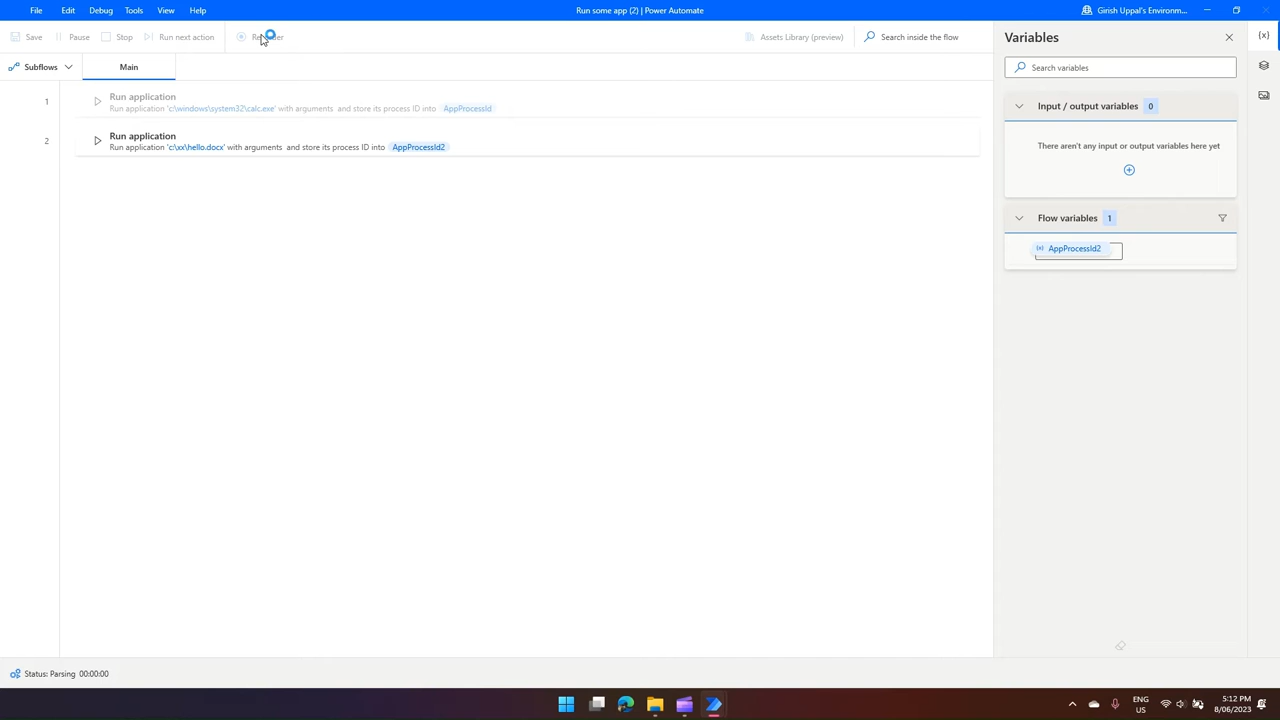 File Edit Debug Tools View Help Run some app (2) | Power Automate Girish Uppal's Environm...
Save Pause Stop Run next action Assets Library (preview) Search inside the flow
Variables
Subflows Main
Search variables
1 Run application
Run application 'c:\windows\system32\calc.exe' with arguments and store its process ID into AppProcessId
Input / output variables 0
2 Run application
Run application 'c:\xx\hello.docx' with arguments and store its process ID into AppProcessId2
There aren't any input or output variables here yet
Flow variables 1
{x} AppProcessId2
Status: Parsing 00:00:00
ENG
US
5:12 PM
8/06/2023